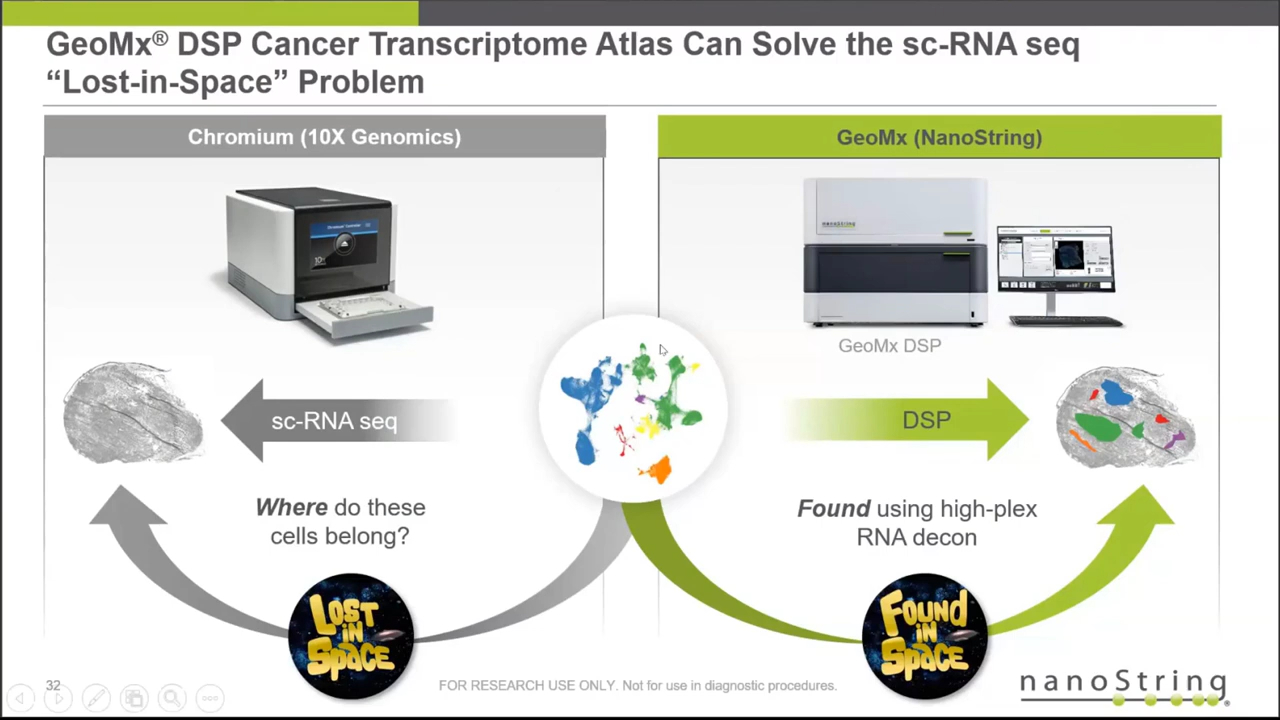 GeoMx® DSP Cancer Transcriptome Atlas Can Solve the sc-RNA seq
“Lost-in-Space” Problem
Chromium (10X Genomics)
GeoMx (NanoString)
10x
nanoString
GeoMx DSP
sc-RNA seq
DSP
Where do these
cells belong?
Found using high-plex
RNA decon
LOST
IN
SPACE
FOUND
IN
SPACE
32
FOR RESEARCH USE ONLY. Not for use in diagnostic procedures.
nanoString®